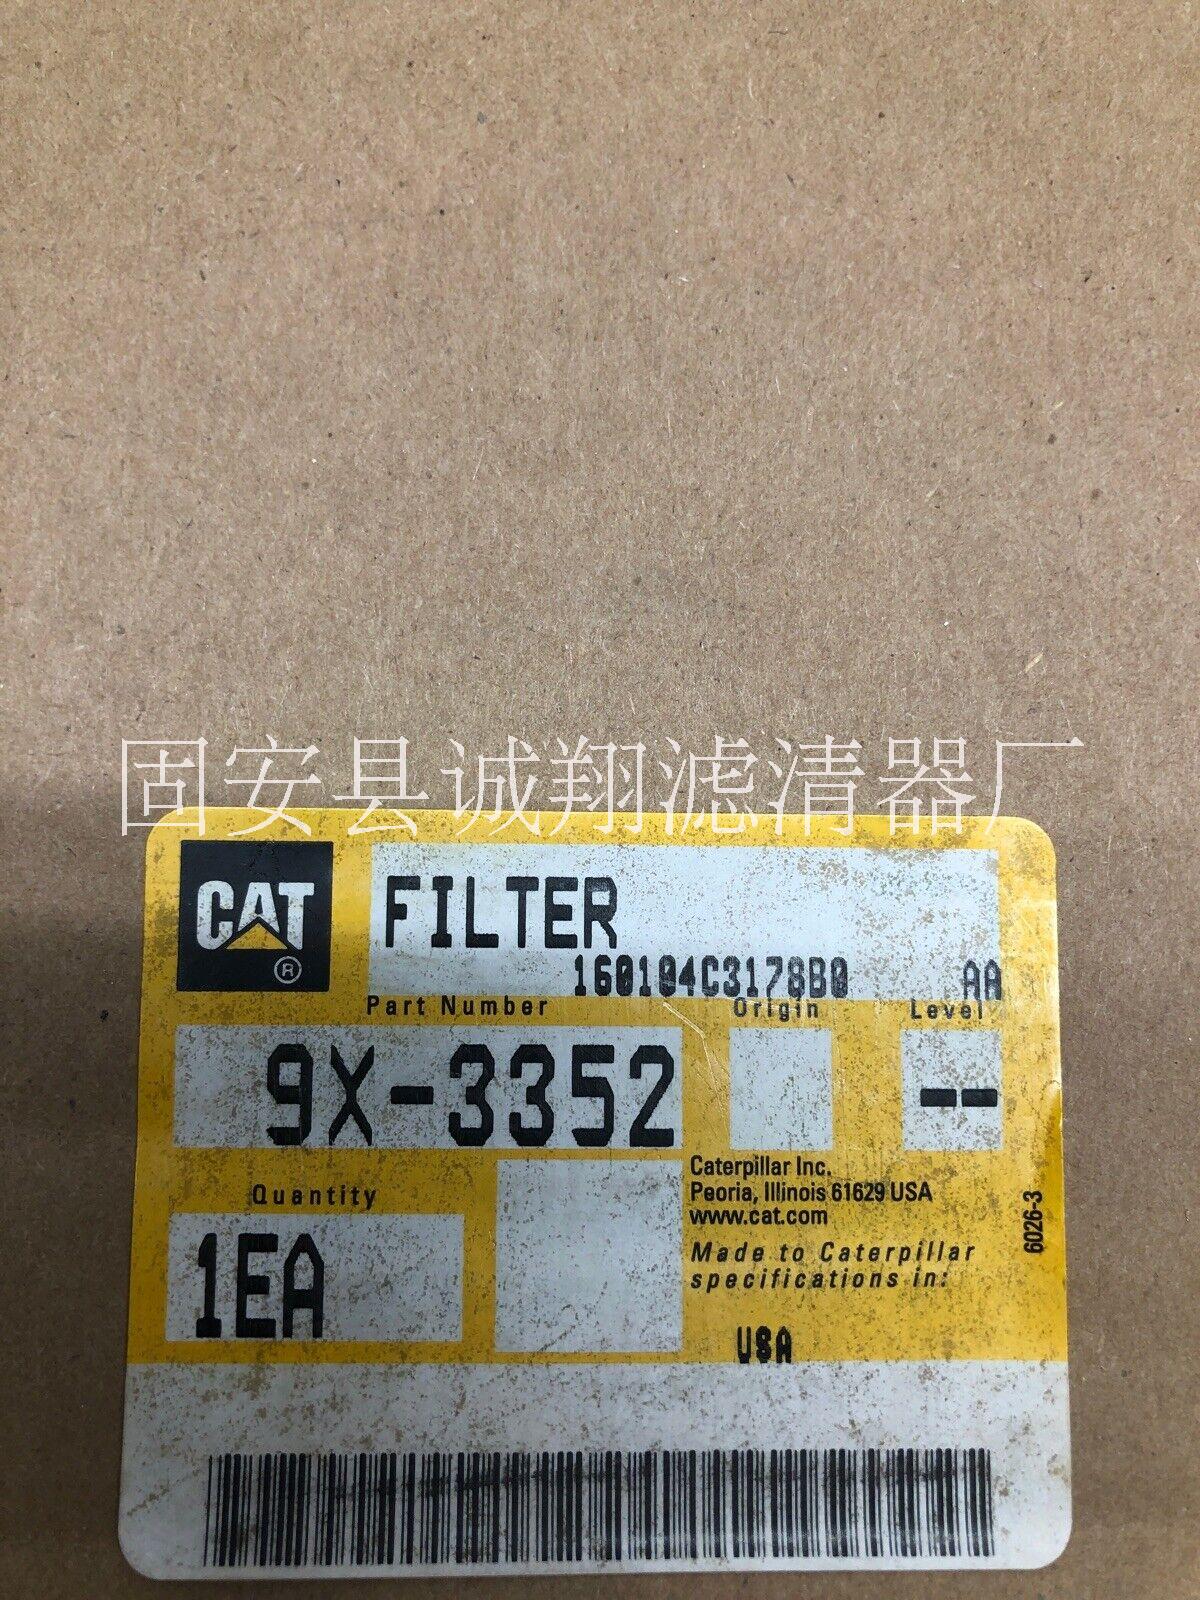 固安县诚翔滤清器厂
CAT
®
FILTER
160104C3178B0 AA
Part Number Origin Level
9X-3352 --
Quantity
1EA
Caterpillar Inc.
Peoria, Illinois 61629 USA
www.cat.com
Made to Caterpillar
specifications in:
USA
6026-3